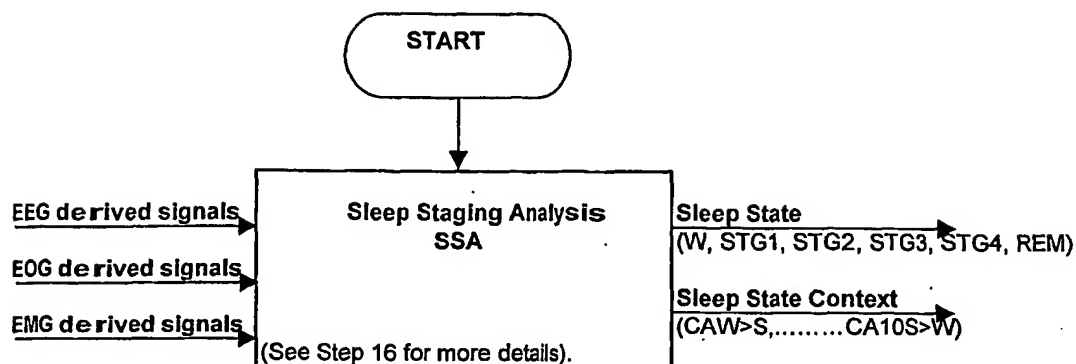 START
EEG derived signals
EOG derived signals
EMG derived signals
Sleep Staging Analysis
SSA
(See Step 16 for more details).
Sleep State
(W, STG1, STG2, STG3, STG4, REM)
Sleep State Context
(CAW>S,.........CA10S>W)